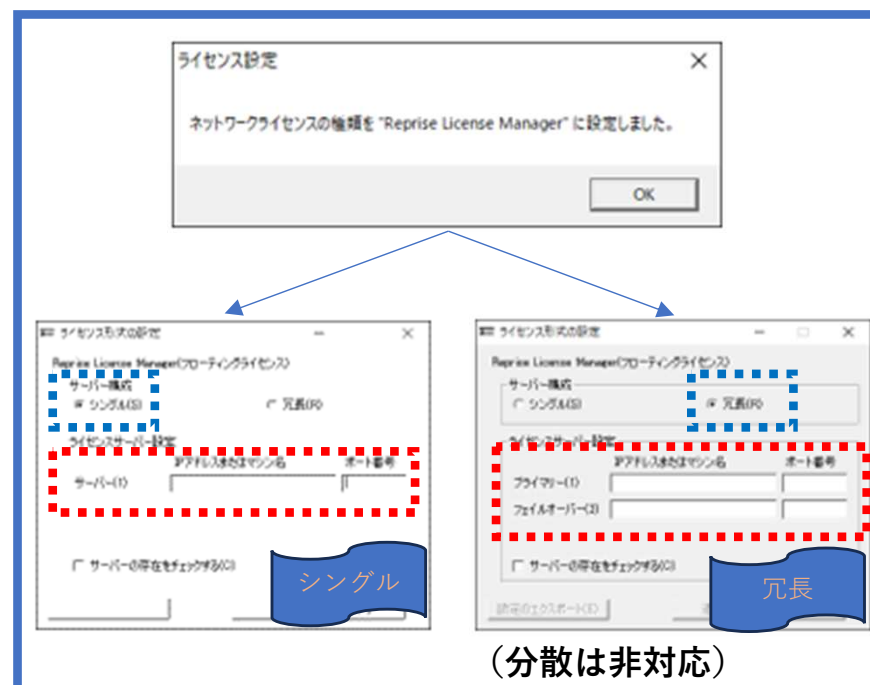 ライセンス設定
ネットワークライセンスの種類を "Reprise License Manager" に設定しました。
OK
ライセンス形式の設定
Reprise License Manager(フローティングライセンス)
サーバー構成
シングル(S)
冗長(R)
ライセンスサーバー設定
IPアドレスまたはマシン名
ポート番号
サーバー(1)
サーバーの存在をチェックする(C)
シングル
ライセンス形式の設定
Reprise License Manager(フローティングライセンス)
サーバー構成
シングル(S)
冗長(R)
ライセンスサーバー設定
IPアドレスまたはマシン名
ポート番号
プライマリー(1)
フェイルオーバー(2)
サーバーの存在をチェックする(C)
冗長
設定のエクスポート(E)
（分散は非対応）